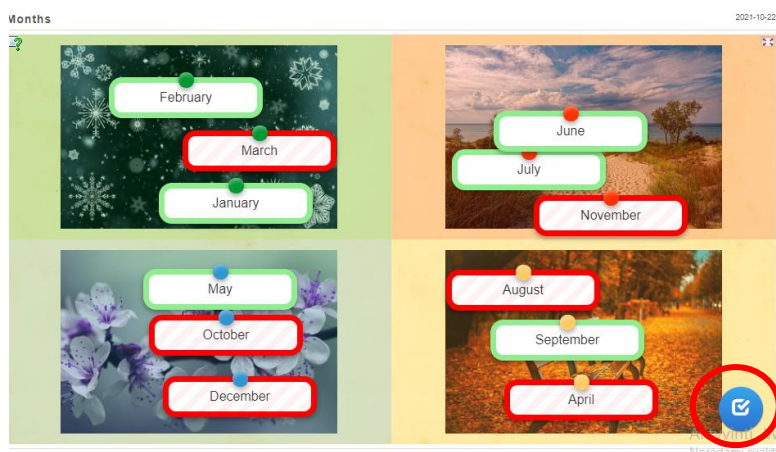 Months
2021-10-22
February
March
January
June
July
November
May
October
December
August
September
April